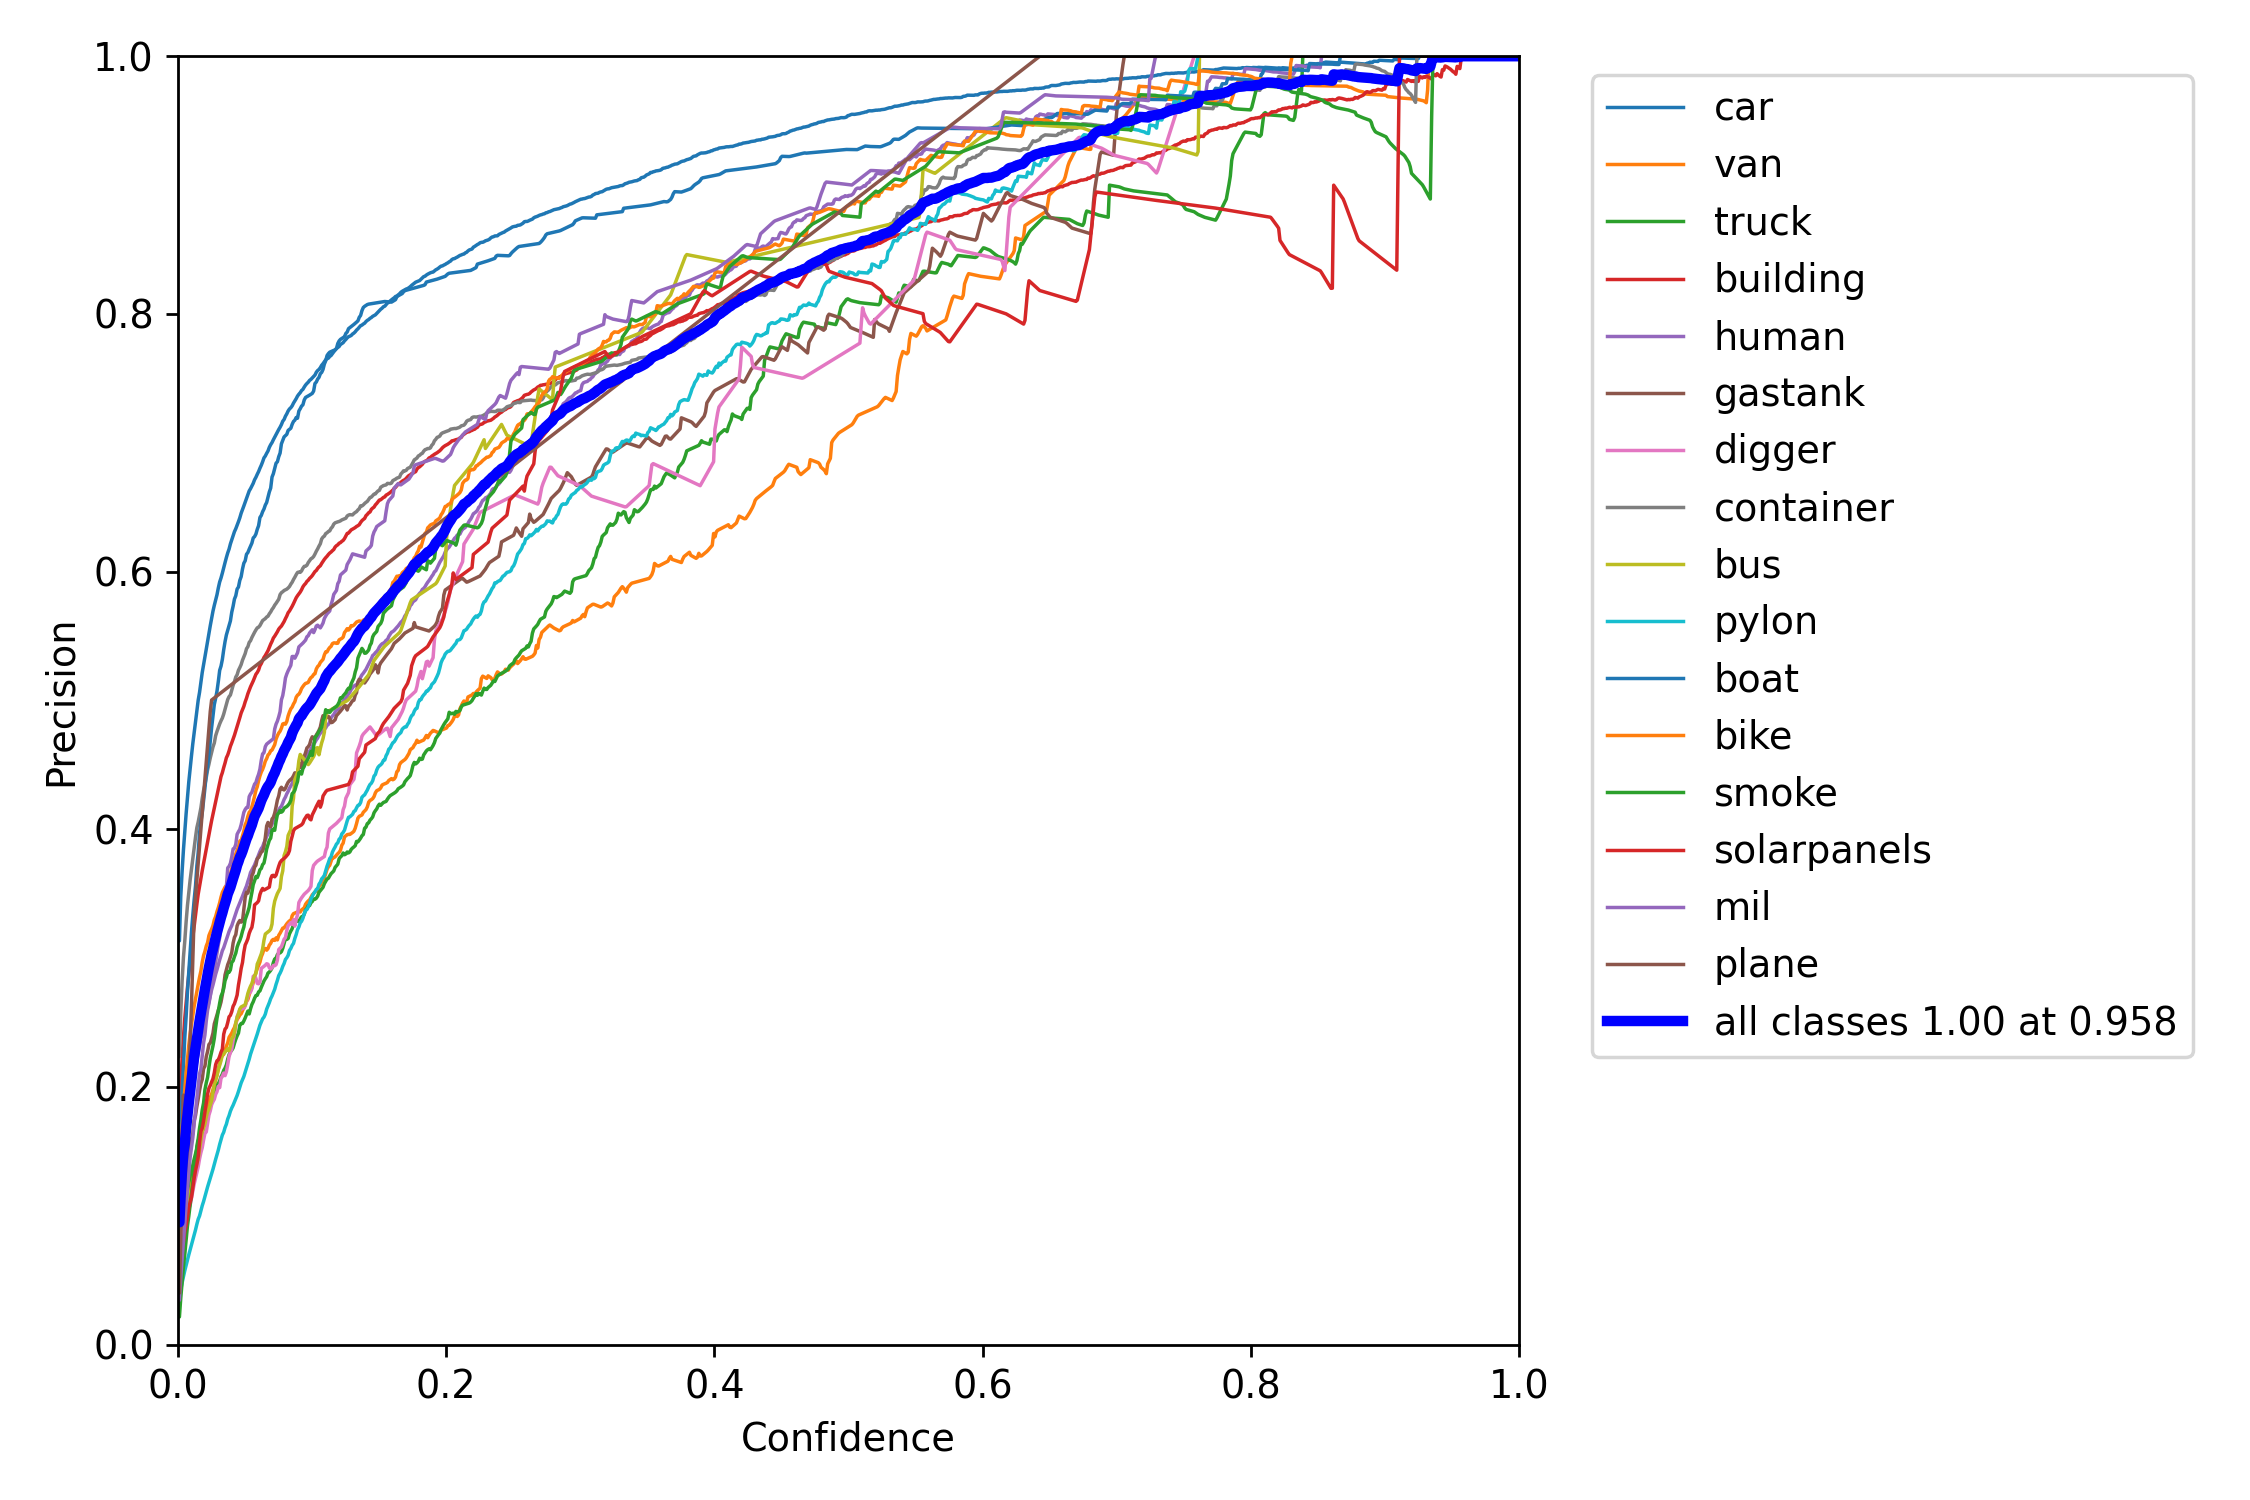 1.0
0.8
0.6
0.4
0.2
0.0
Precision
0.0 0.2 0.4 0.6 0.8 1.0
Confidence
car
van
truck
building
human
gastank
digger
container
bus
pylon
boat
bike
smoke
solarpanels
mil
plane
all classes 1.00 at 0.958